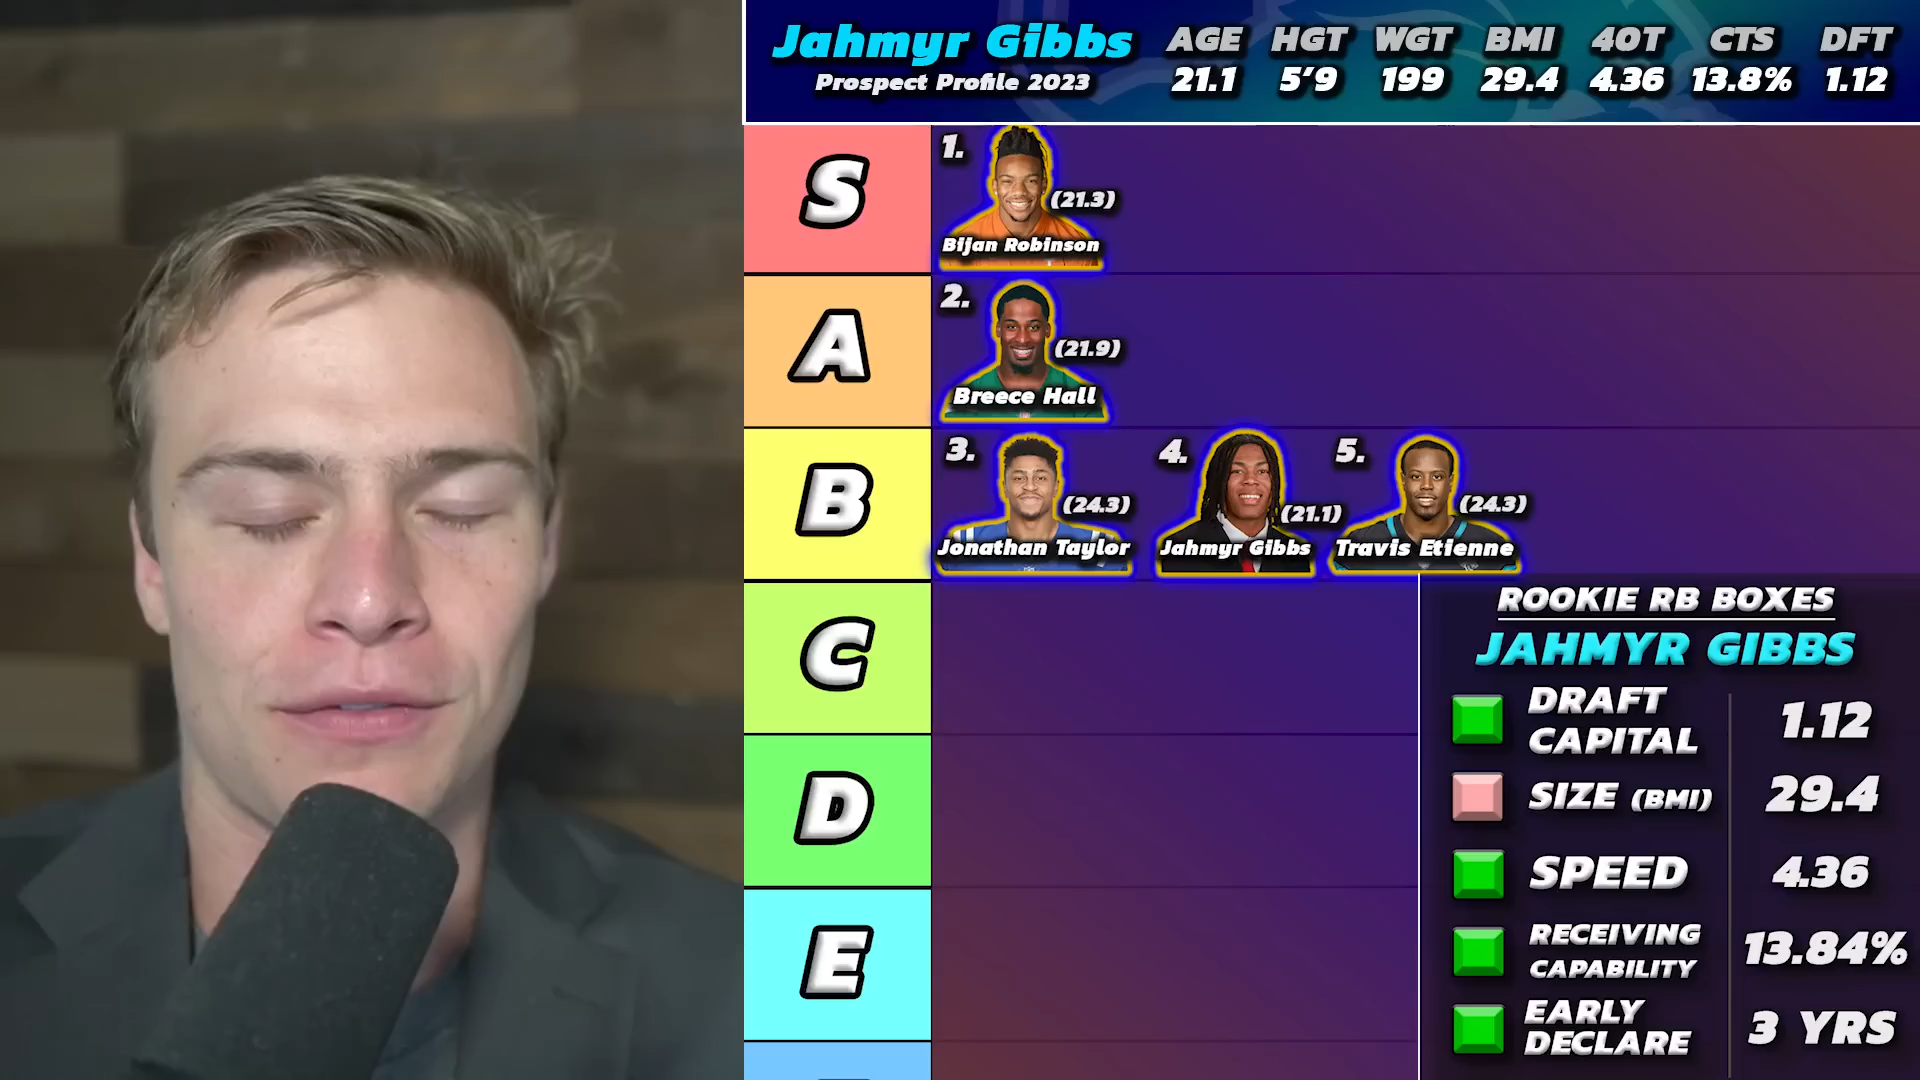 Jahmyr Gibbs
Prospect Profile 2023
AGE HGT WGT BMI 40T CTS DFT
21.1 5'9 199 29.4 4.36 13.8% 1.12
S
1.
(21.3)
Bijan Robinson
A
2.
(21.9)
Breece Hall
B
3.
(24.3)
Jonathan Taylor
4.
(21.1)
Jahmyr Gibbs
5.
(24.3)
Travis Etienne
C
D
E
ROOKIE RB BOXES
JAHMYR GIBBS
DRAFT
CAPITAL
1.12
SIZE (BMI)
29.4
SPEED
4.36
RECEIVING
CAPABILITY
13.84%
EARLY
DECLARE
3 YRS